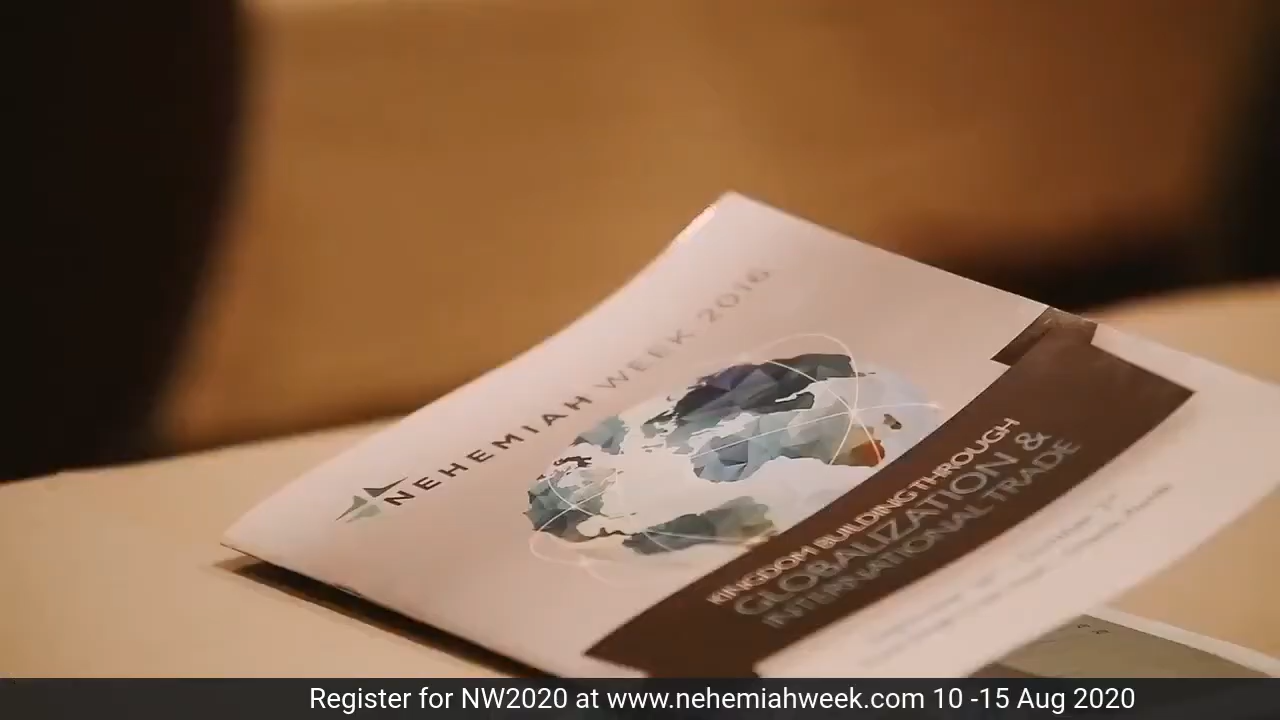 NEHEMIAH WEEK 2016
KINGDOM BUILDING THROUGH
GLOBALIZATION &
INTERNATIONAL TRADE
Register for NW2020 at www.nehemiahweek.com 10 -15 Aug 2020